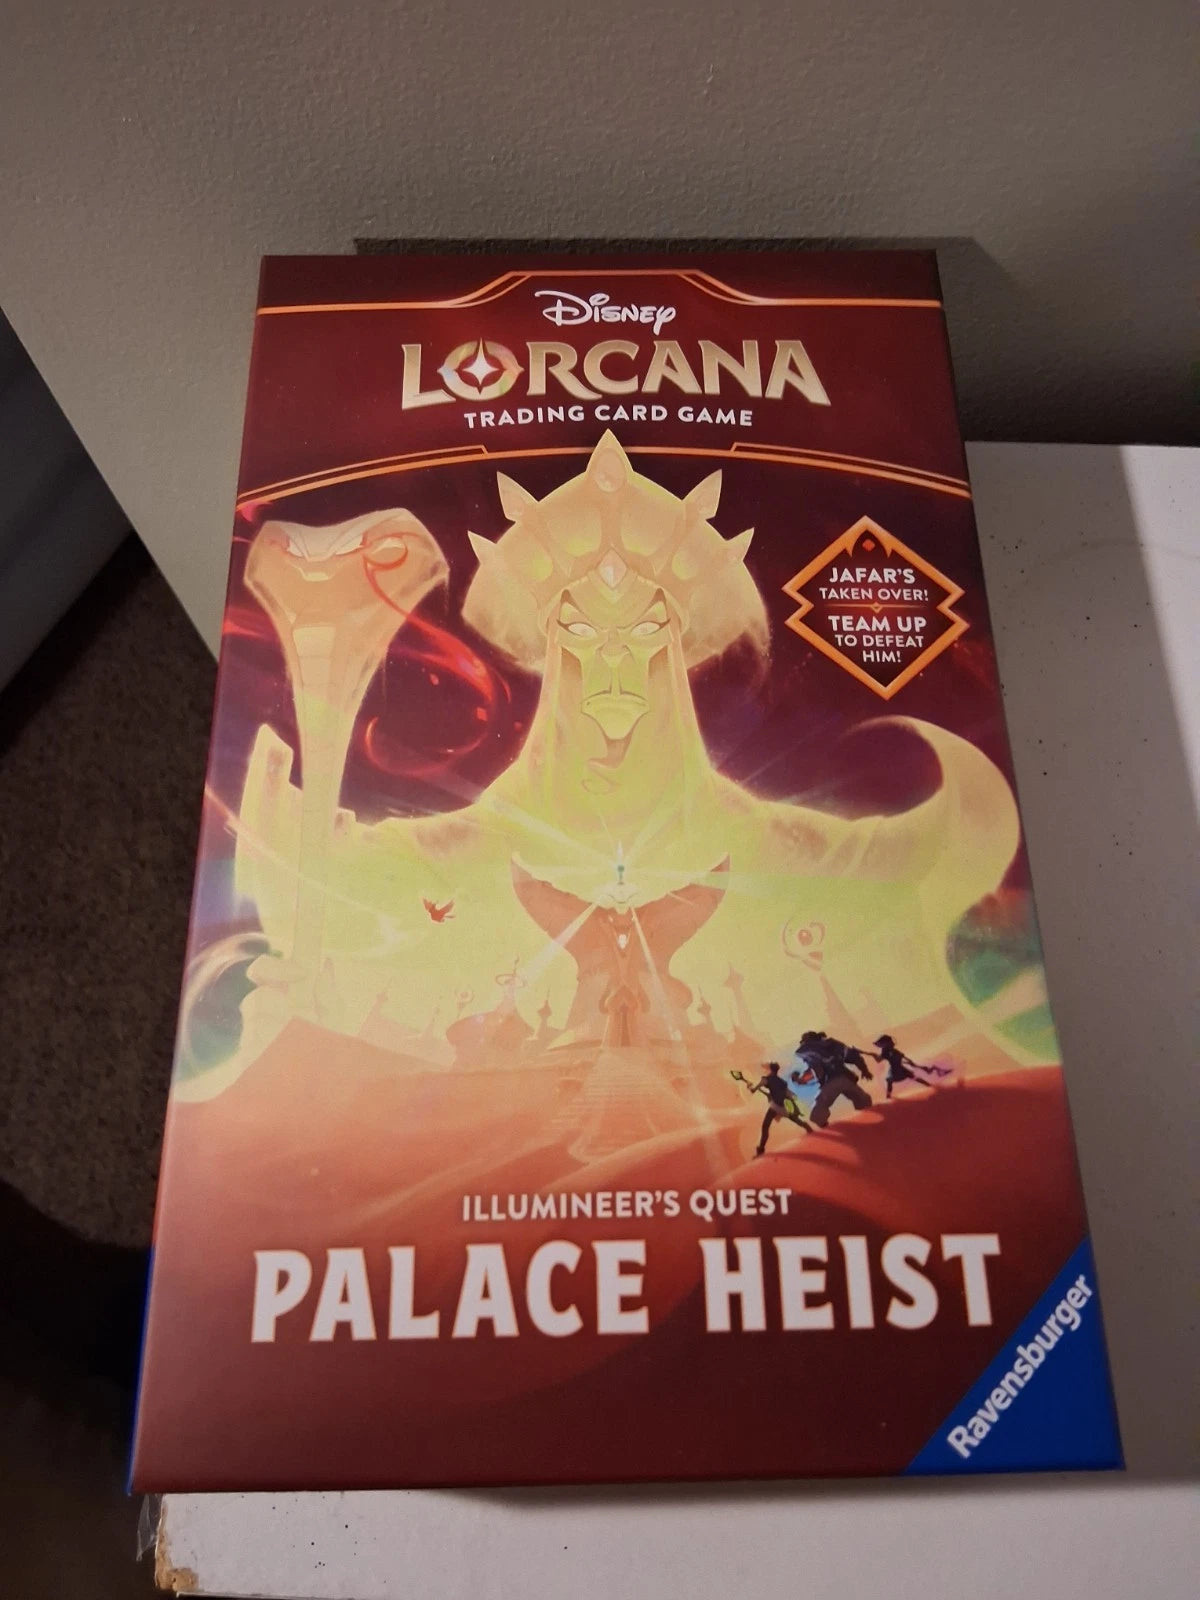 Disney
LORCANA
TRADING CARD GAME
JAFAR'S
TAKEN OVER!
TEAM UP
TO DEFEAT
HIM!
ILLUMINEER'S QUEST
PALACE HEIST
Ravensburger